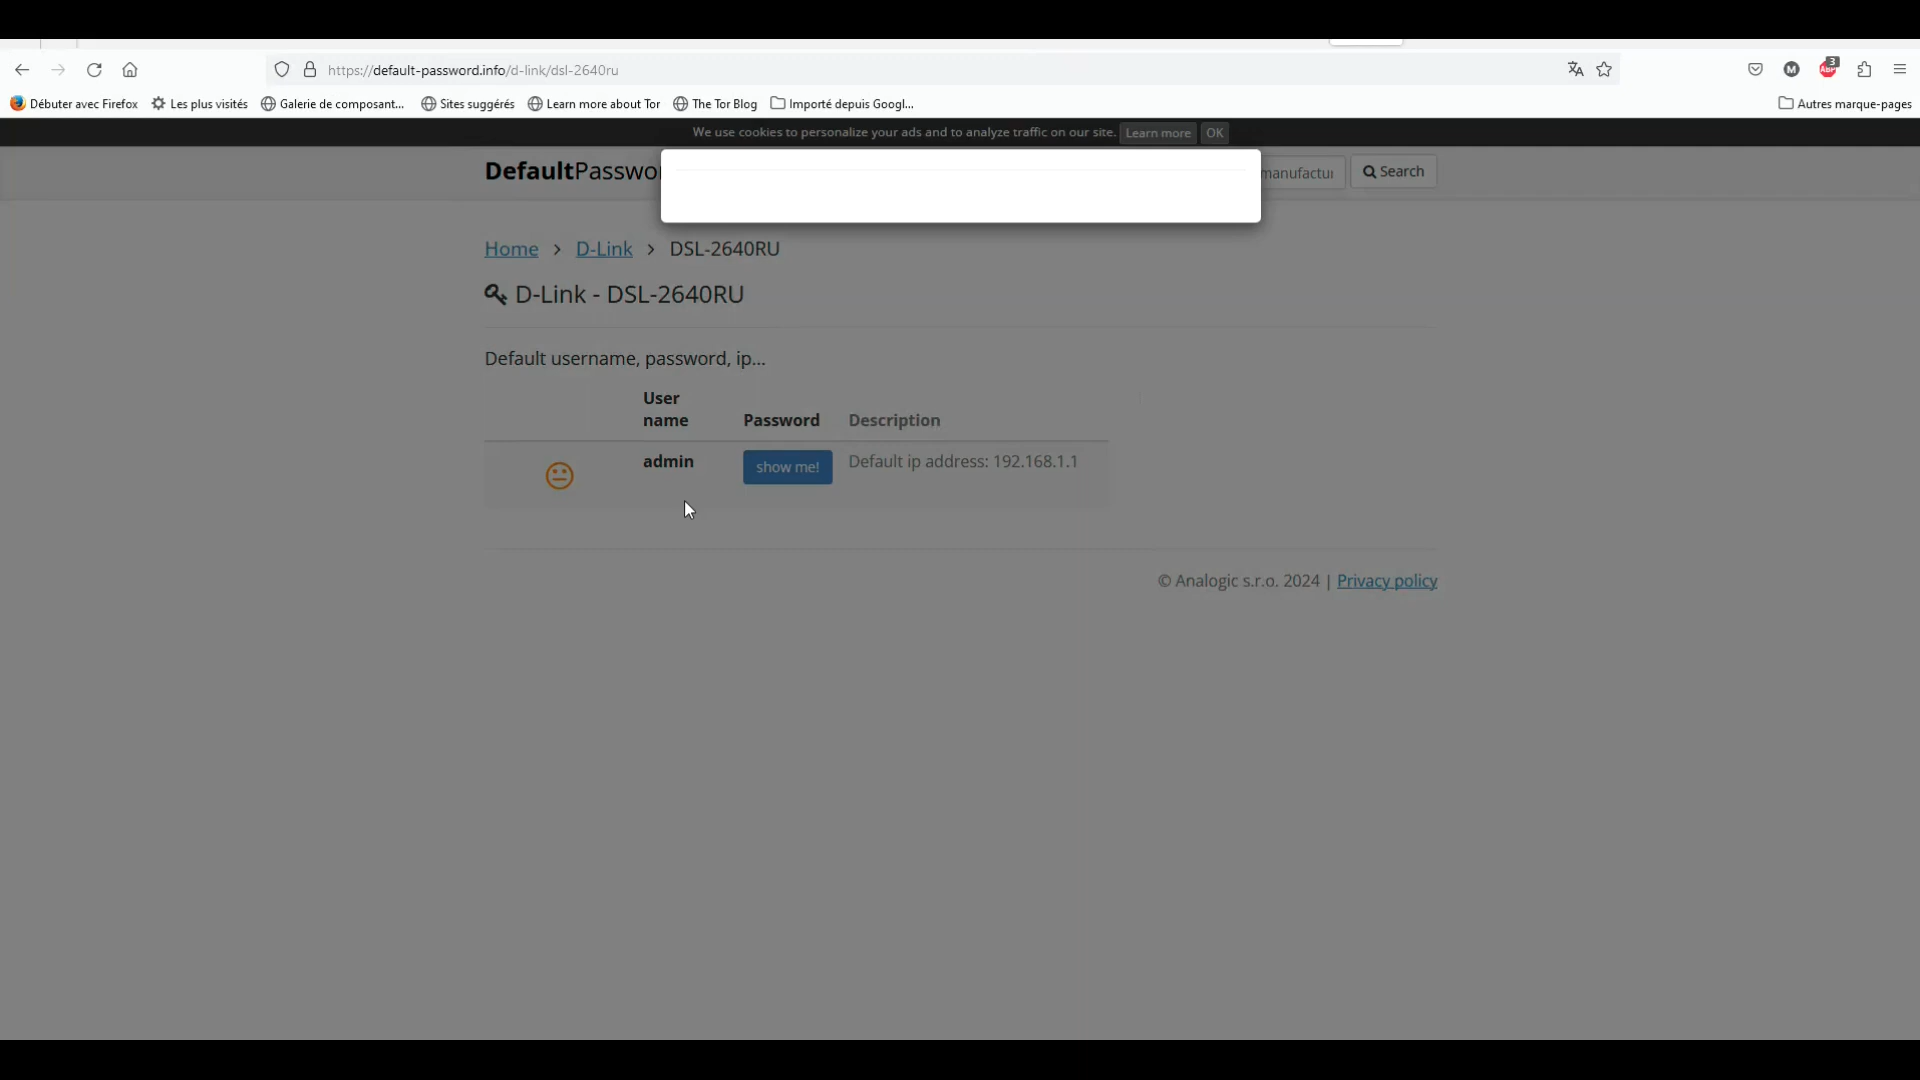 https://default-password.info/d-link/dsl-2640ru
M
ABP
3
Débuter avec Firefox Les plus visités Galerie de composant... Sites suggérés Learn more about Tor The Tor Blog Importé depuis Googl... Autres marque-pages
We use cookies to personalize your ads and to analyze traffic on our site. Learn more OK
DefaultPasswo
manufactu
Search
Home > D-Link > DSL-2640RU
D-Link - DSL-2640RU
Default username, password, ip...
User
name Password Description
admin show me! Default ip address: 192.168.1.1
© Analogic s.r.o. 2024 | Privacy policy